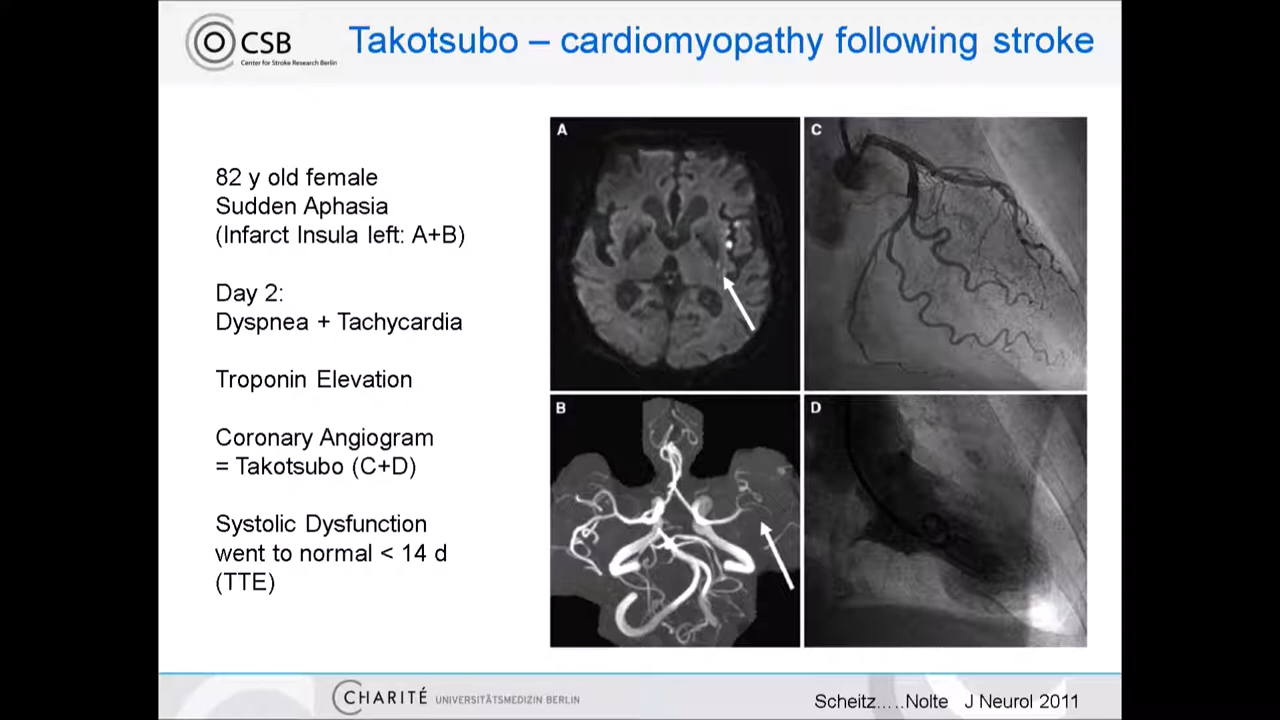 CSB
Center for Stroke Research Berlin
Takotsubo – cardiomyopathy following stroke
82 y old female
Sudden Aphasia
(Infarct Insula left: A+B)
Day 2:
Dyspnea + Tachycardia
Troponin Elevation
Coronary Angiogram
= Takotsubo (C+D)
Systolic Dysfunction
went to normal < 14 d
(TTE)
A
C
B
D
CHARITÉ UNIVERSITÄTSMEDIZIN BERLIN
Scheitz.....Nolte J Neurol 2011